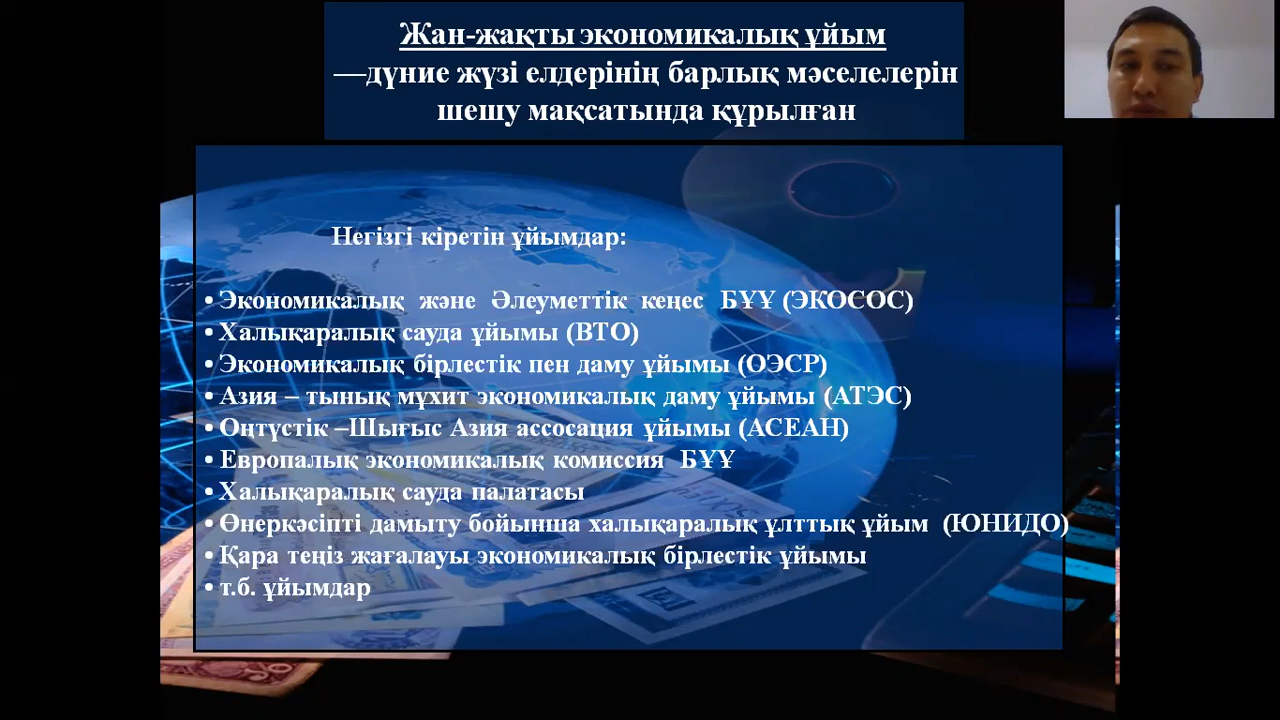 Жан-жақты экономикалық ұйым
—дүние жүзі елдерінің барлық мәселелерін
шешу мақсатында құрылған
Негізгі кіретін ұйымдар:
• Экономикалық және Әлеуметтік кеңес БҰҰ (ЭКОСОС)
• Халықаралық сауда ұйымы (ВТО)
• Экономикалық бірлестік пен даму ұйымы (ОЭСР)
• Азия – тынық мұхит экономикалық даму ұйымы (АТЭС)
• Оңтүстік –Шығыс Азия ассосация ұйымы (АСЕАН)
• Европалық экономикалық комиссия БҰҰ
• Халықаралық сауда палатасы
• Өнеркәсіпті дамыту бойынша халықаралық ұлттық ұйым (ЮНИДО)
• Қара теңіз жағалауы экономикалық бірлестік ұйымы
• т.б. ұйымдар